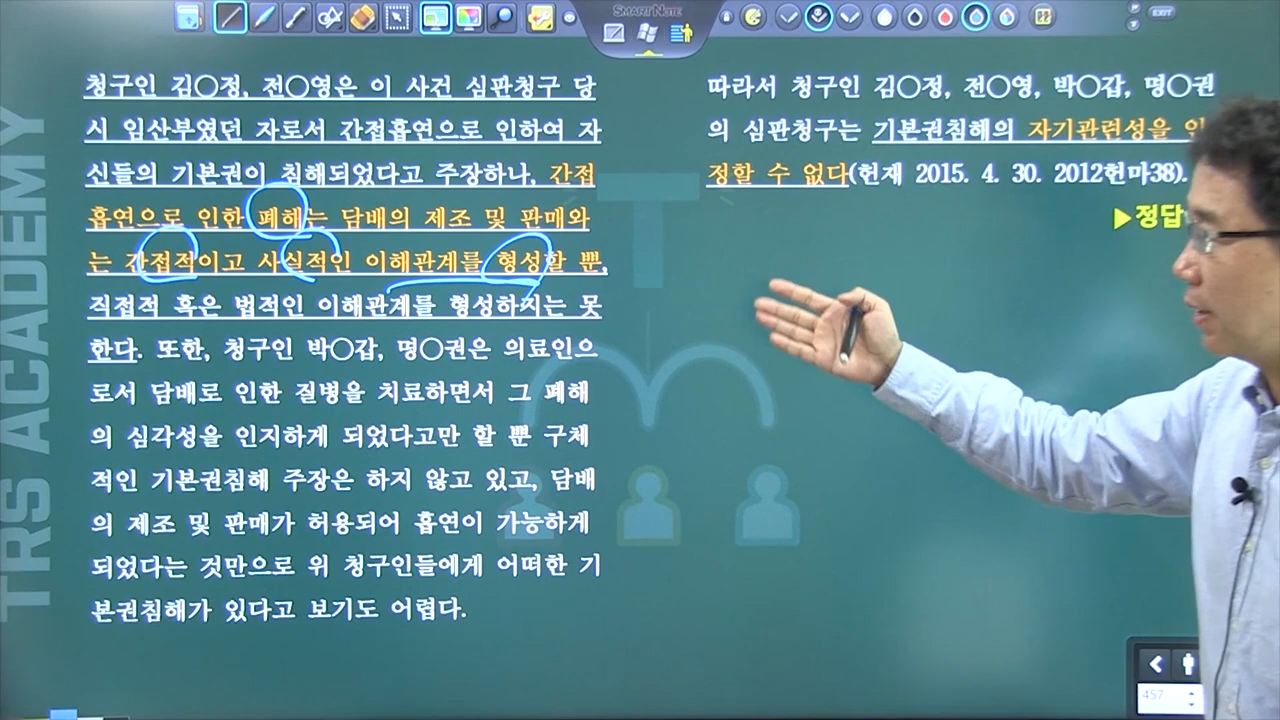 SMARTNOTE
EXIT
청구인 김○정, 전○영은 이 사건 심판청구 당
시 임산부였던 자로서 간접흡연으로 인하여 자
신들의 기본권이 침해되었다고 주장하나, 간접
흡연으로 인한 폐해는 담배의 제조 및 판매와
는 간접적이고 사실적인 이해관계를 형성할 뿐,
직접적 혹은 법적인 이해관계를 형성하지는 못
한다. 또한, 청구인 박○갑, 명○권은 의료인으
로서 담배로 인한 질병을 치료하면서 그 폐해
의 심각성을 인지하게 되었다고만 할 뿐 구체
적인 기본권침해 주장은 하지 않고 있고, 담배
의 제조 및 판매가 허용되어 흡연이 가능하게
되었다는 것만으로 위 청구인들에게 어떠한 기
본권침해가 있다고 보기도 어렵다.
따라서 청구인 김○정, 전○영, 박○갑, 명○권
의 심판청구는 기본권침해의 자기관련성을 인
정할 수 없다(헌재 2015. 4. 30. 2012헌마38).
▶정답
TRS ACADEMY
457